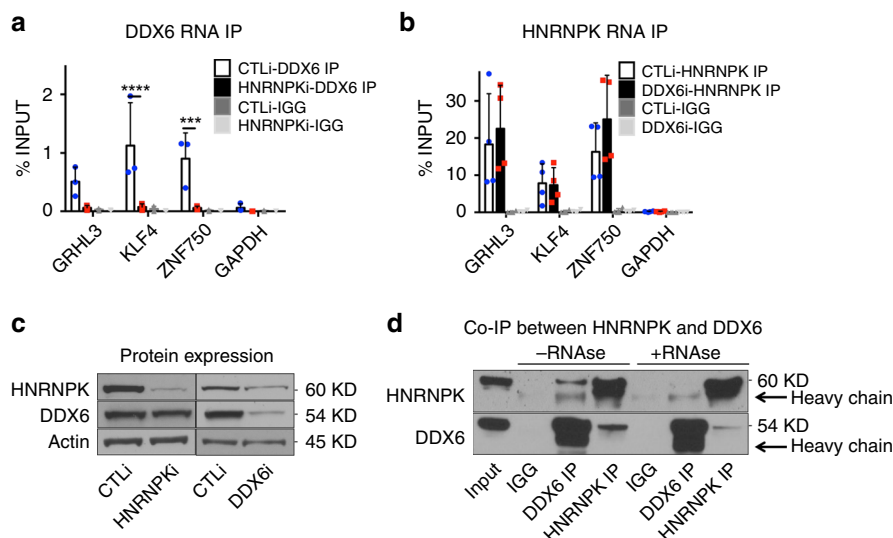 a
DDX6 RNA IP
CTLi-DDX6 IP
HNRNPKi-DDX6 IP
CTLi-IGG
HNRNPKi-IGG
****
***
% INPUT
2
1
0
GRHL3
KLF4
ZNF750
GAPDH
b
HNRNPK RNA IP
CTLi-HNRNPK IP
DDX6i-HNRNPK IP
CTLi-IGG
DDX6i-IGG
% INPUT
30
20
10
0
GRHL3
KLF4
ZNF750
GAPDH
c
Protein expression
HNRNPK
60 KD
DDX6
54 KD
Actin
45 KD
CTLi
HNRNPKi
CTLi
DDX6i
d
Co-IP between HNRNPK and DDX6
–RNAse
+RNAse
HNRNPK
60 KD
Heavy chain
DDX6
54 KD
Heavy chain
Input
IGG
DDX6 IP
HNRNPK IP
IGG
DDX6 IP
HNRNPK IP